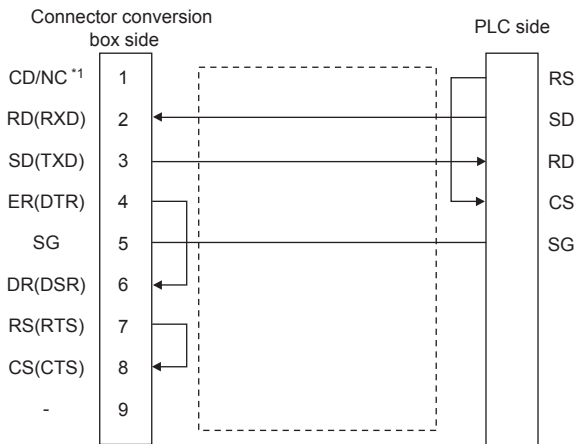 Connector conversion
box side
PLC side
CD/NC *1 1 RS
RD(RXD) 2 SD
SD(TXD) 3 RD
ER(DTR) 4 CS
SG 5 SG
DR(DSR) 6
RS(RTS) 7
CS(CTS) 8
- 9